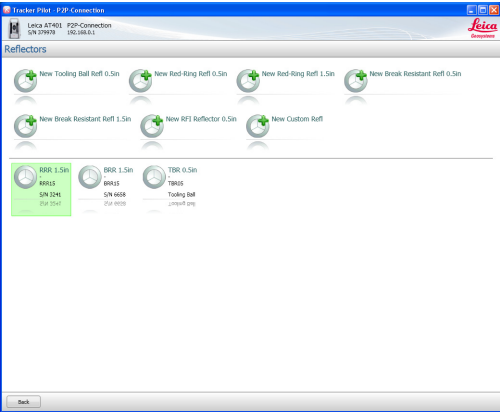 Tracker Pilot - P2P-Connection
Leica AT401 P2P-Connection
S/N 379978 192.168.0.1
Leica
Geosystems
Reflectors
New Tooling Ball Refl 0.5in
New Red-Ring Refl 0.5in
New Red-Ring Refl 1.5in
New Break Resistant Refl 0.5in
New Break Resistant Refl 1.5in
New RFI Reflector 0.5in
New Custom Refl
RRR 1.5in
-
RRR15
S/N 3241
BRR 1.5in
-
BRR15
S/N 6658
TBR 0.5in
-
TBR05
Tooling Ball
Back